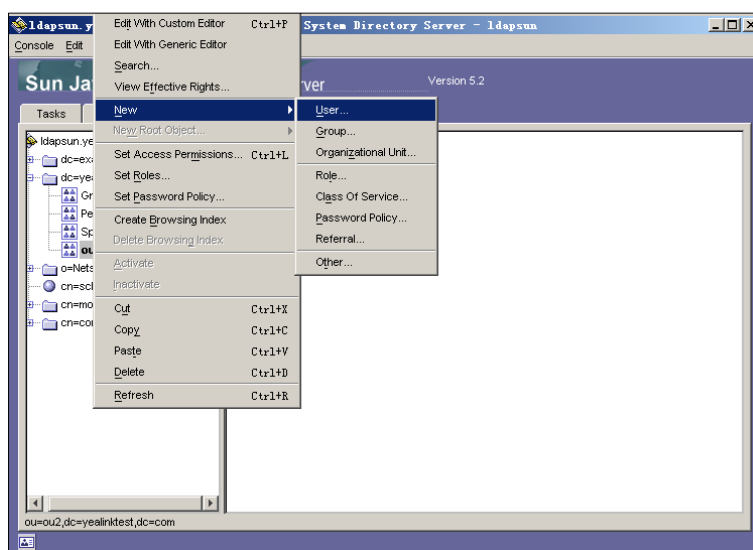 ldapsun.y System Directory Server - ldapsun
Console Edit
Sun Ja ver Version 5.2
Tasks
Edit With Custom Editor Ctrl+P
Edit With Generic Editor
Search...
View Effective Rights...
New
New Root Object...
Set Access Permissions... Ctrl+L
Set Roles...
Set Password Policy...
Create Browsing Index
Delete Browsing Index
Activate
Inactivate
Cut Ctrl+X
Copy Ctrl+C
Paste Ctrl+V
Delete Ctrl+D
Refresh Ctrl+R
User...
Group...
Organizational Unit...
Role...
Class Of Service...
Password Policy...
Referral...
Other...
ldapsun.ye
dc=exa
dc=yea
Gr
Pe
Sp
ou
o=Nets
cn=sch
cn=mo
cn=co
ou=ou2,dc=yealinktest,dc=com